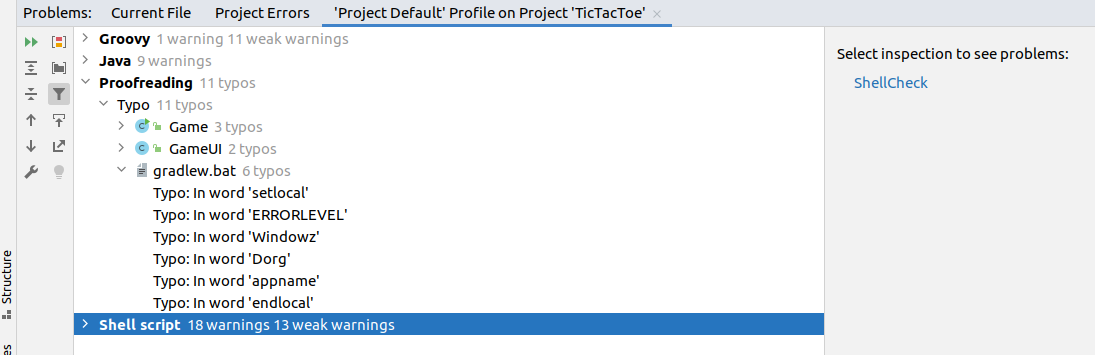 Problems: Current File Project Errors 'Project Default' Profile on Project 'TicTacToe' ×
Groovy 1 warning 11 weak warnings
Java 9 warnings
Proofreading 11 typos
Typo 11 typos
C Game 3 typos
C GameUI 2 typos
gradlew.bat 6 typos
Typo: In word 'setlocal'
Typo: In word 'ERRORLEVEL'
Typo: In word 'Windowz'
Typo: In word 'Dorg'
Typo: In word 'appname'
Typo: In word 'endlocal'
Shell script 18 warnings 13 weak warnings
Select inspection to see problems:
ShellCheck
Structure